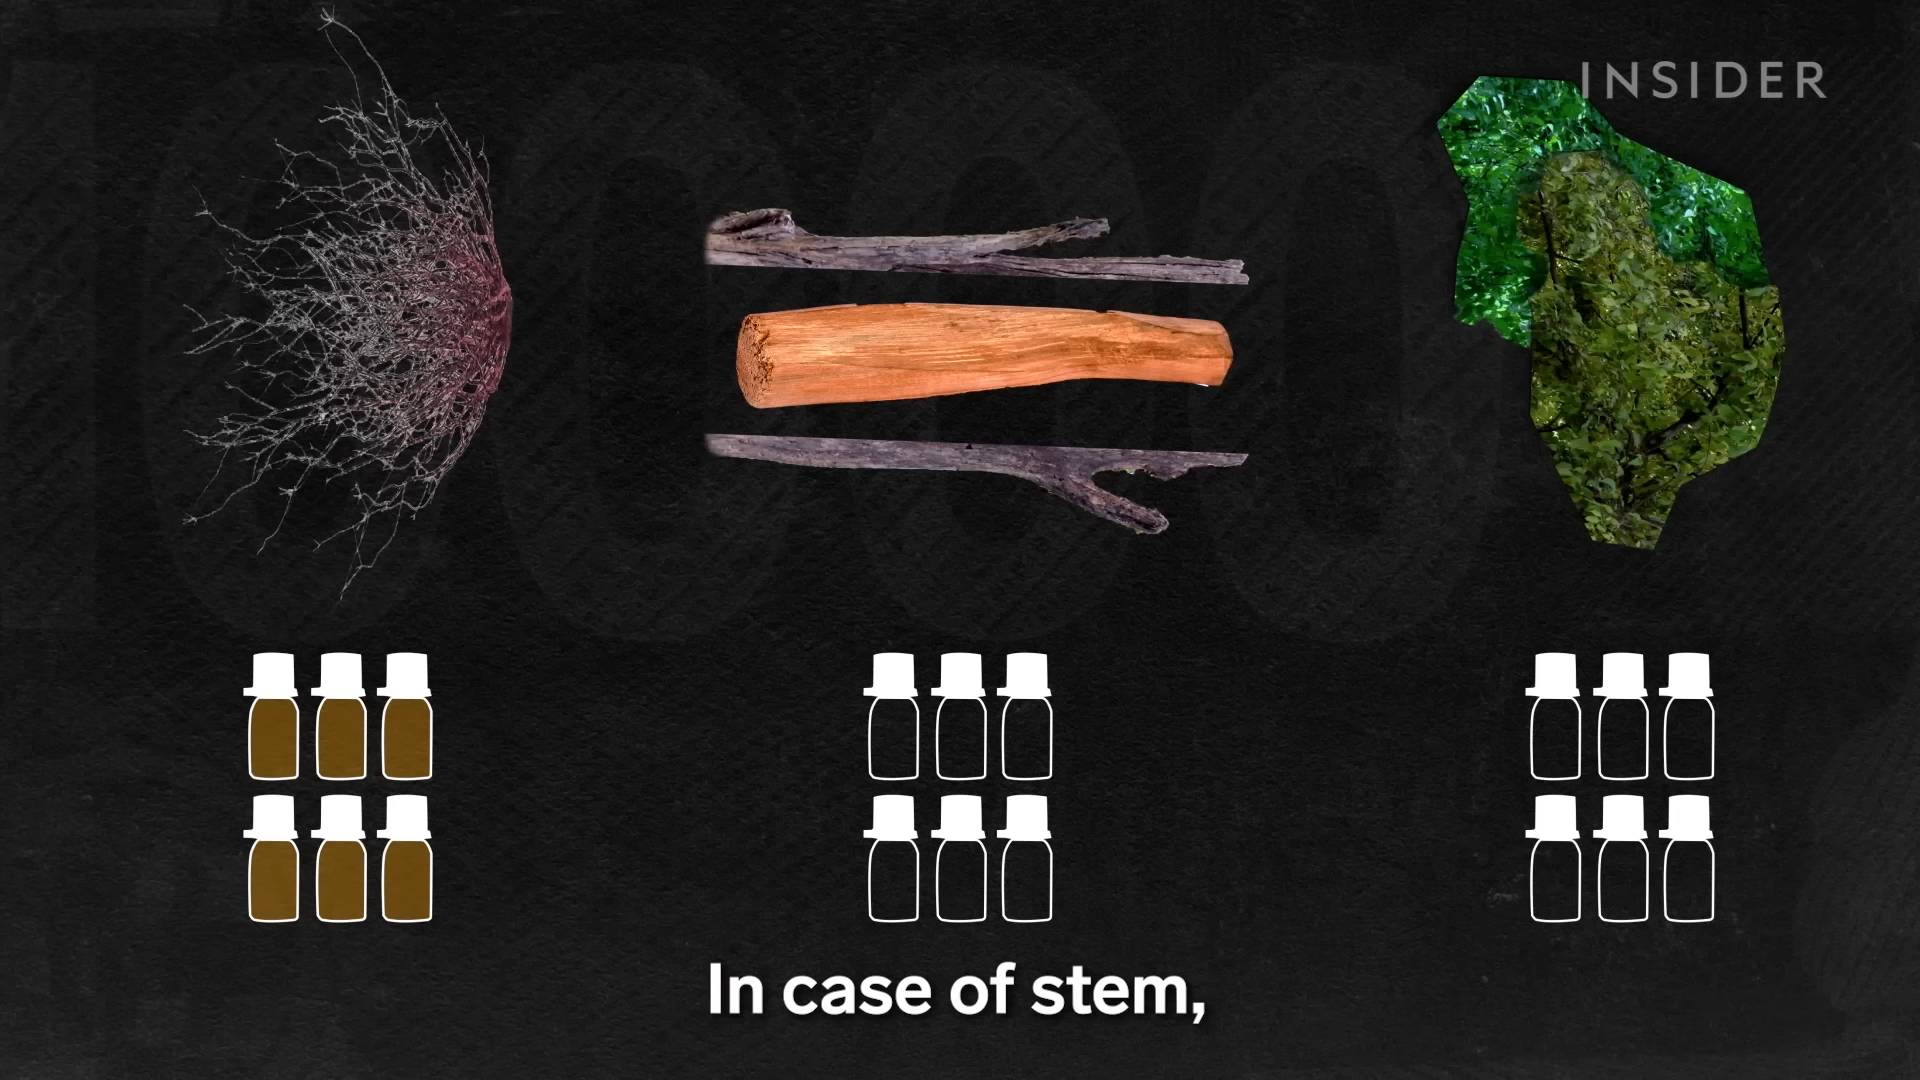 INSIDER
In case of stem,